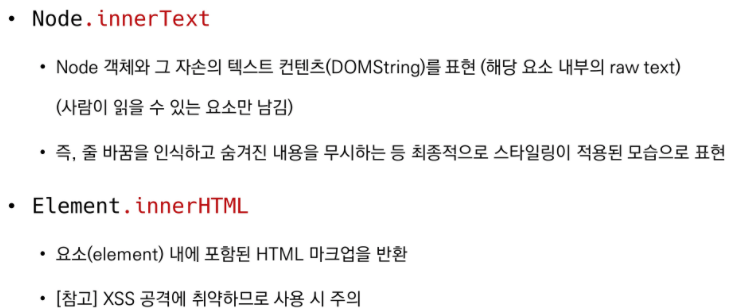 • Node.innerText
• Node 객체와 그 자손의 텍스트 컨텐츠(DOMString)를 표현 (해당 요소 내부의 raw text)
(사람이 읽을 수 있는 요소만 남김)
• 즉, 줄 바꿈을 인식하고 숨겨진 내용을 무시하는 등 최종적으로 스타일링이 적용된 모습으로 표현
• Element.innerHTML
• 요소(element) 내에 포함된 HTML 마크업을 반환
• [참고] XSS 공격에 취약하므로 사용 시 주의